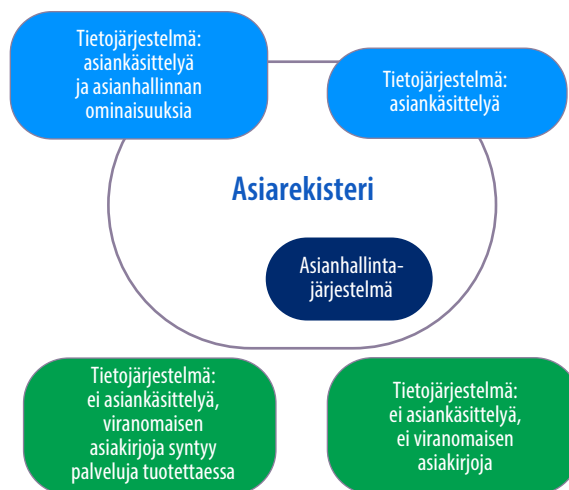 Tietojärjestelmä:
asiankäsittelyä
ja asianhallinnan
ominaisuuksia
Tietojärjestelmä:
asiankäsittelyä
Asiarekisteri
Asianhallinta-
järjestelmä
Tietojärjestelmä:
ei asiankäsittelyä,
viranomaisen
asiakirjoja syntyy
palveluja tuotettaessa
Tietojärjestelmä:
ei asiankäsittelyä,
ei viranomaisen
asiakirjoja